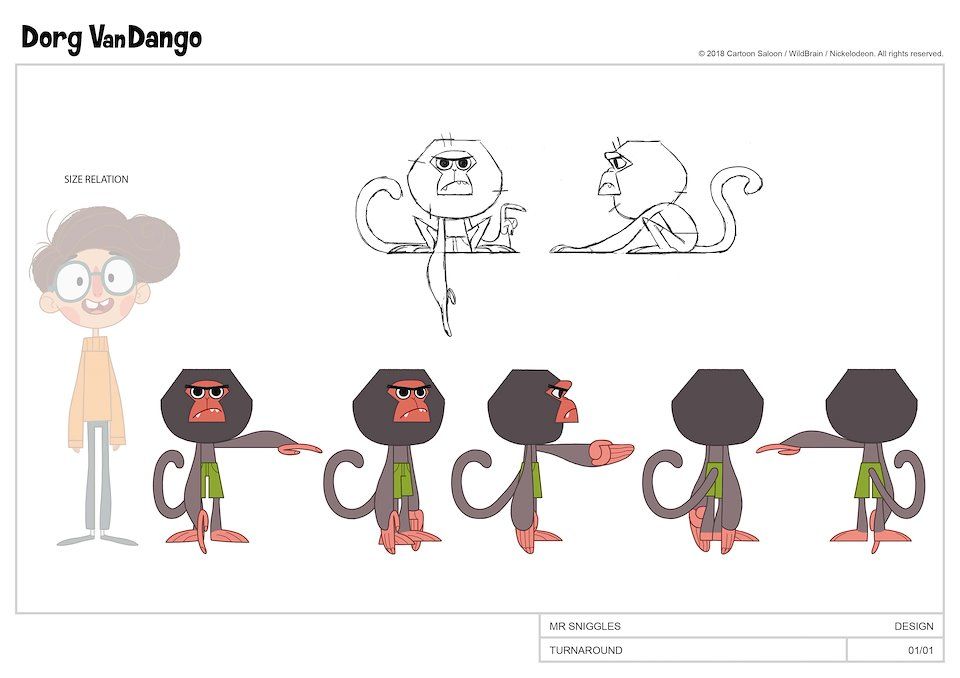 Dorg VanDango
© 2018 Cartoon Saloon / WildBrain / Nickelodeon. All rights reserved.
SIZE RELATION
MR SNIGGLES DESIGN
TURNAROUND 01/01